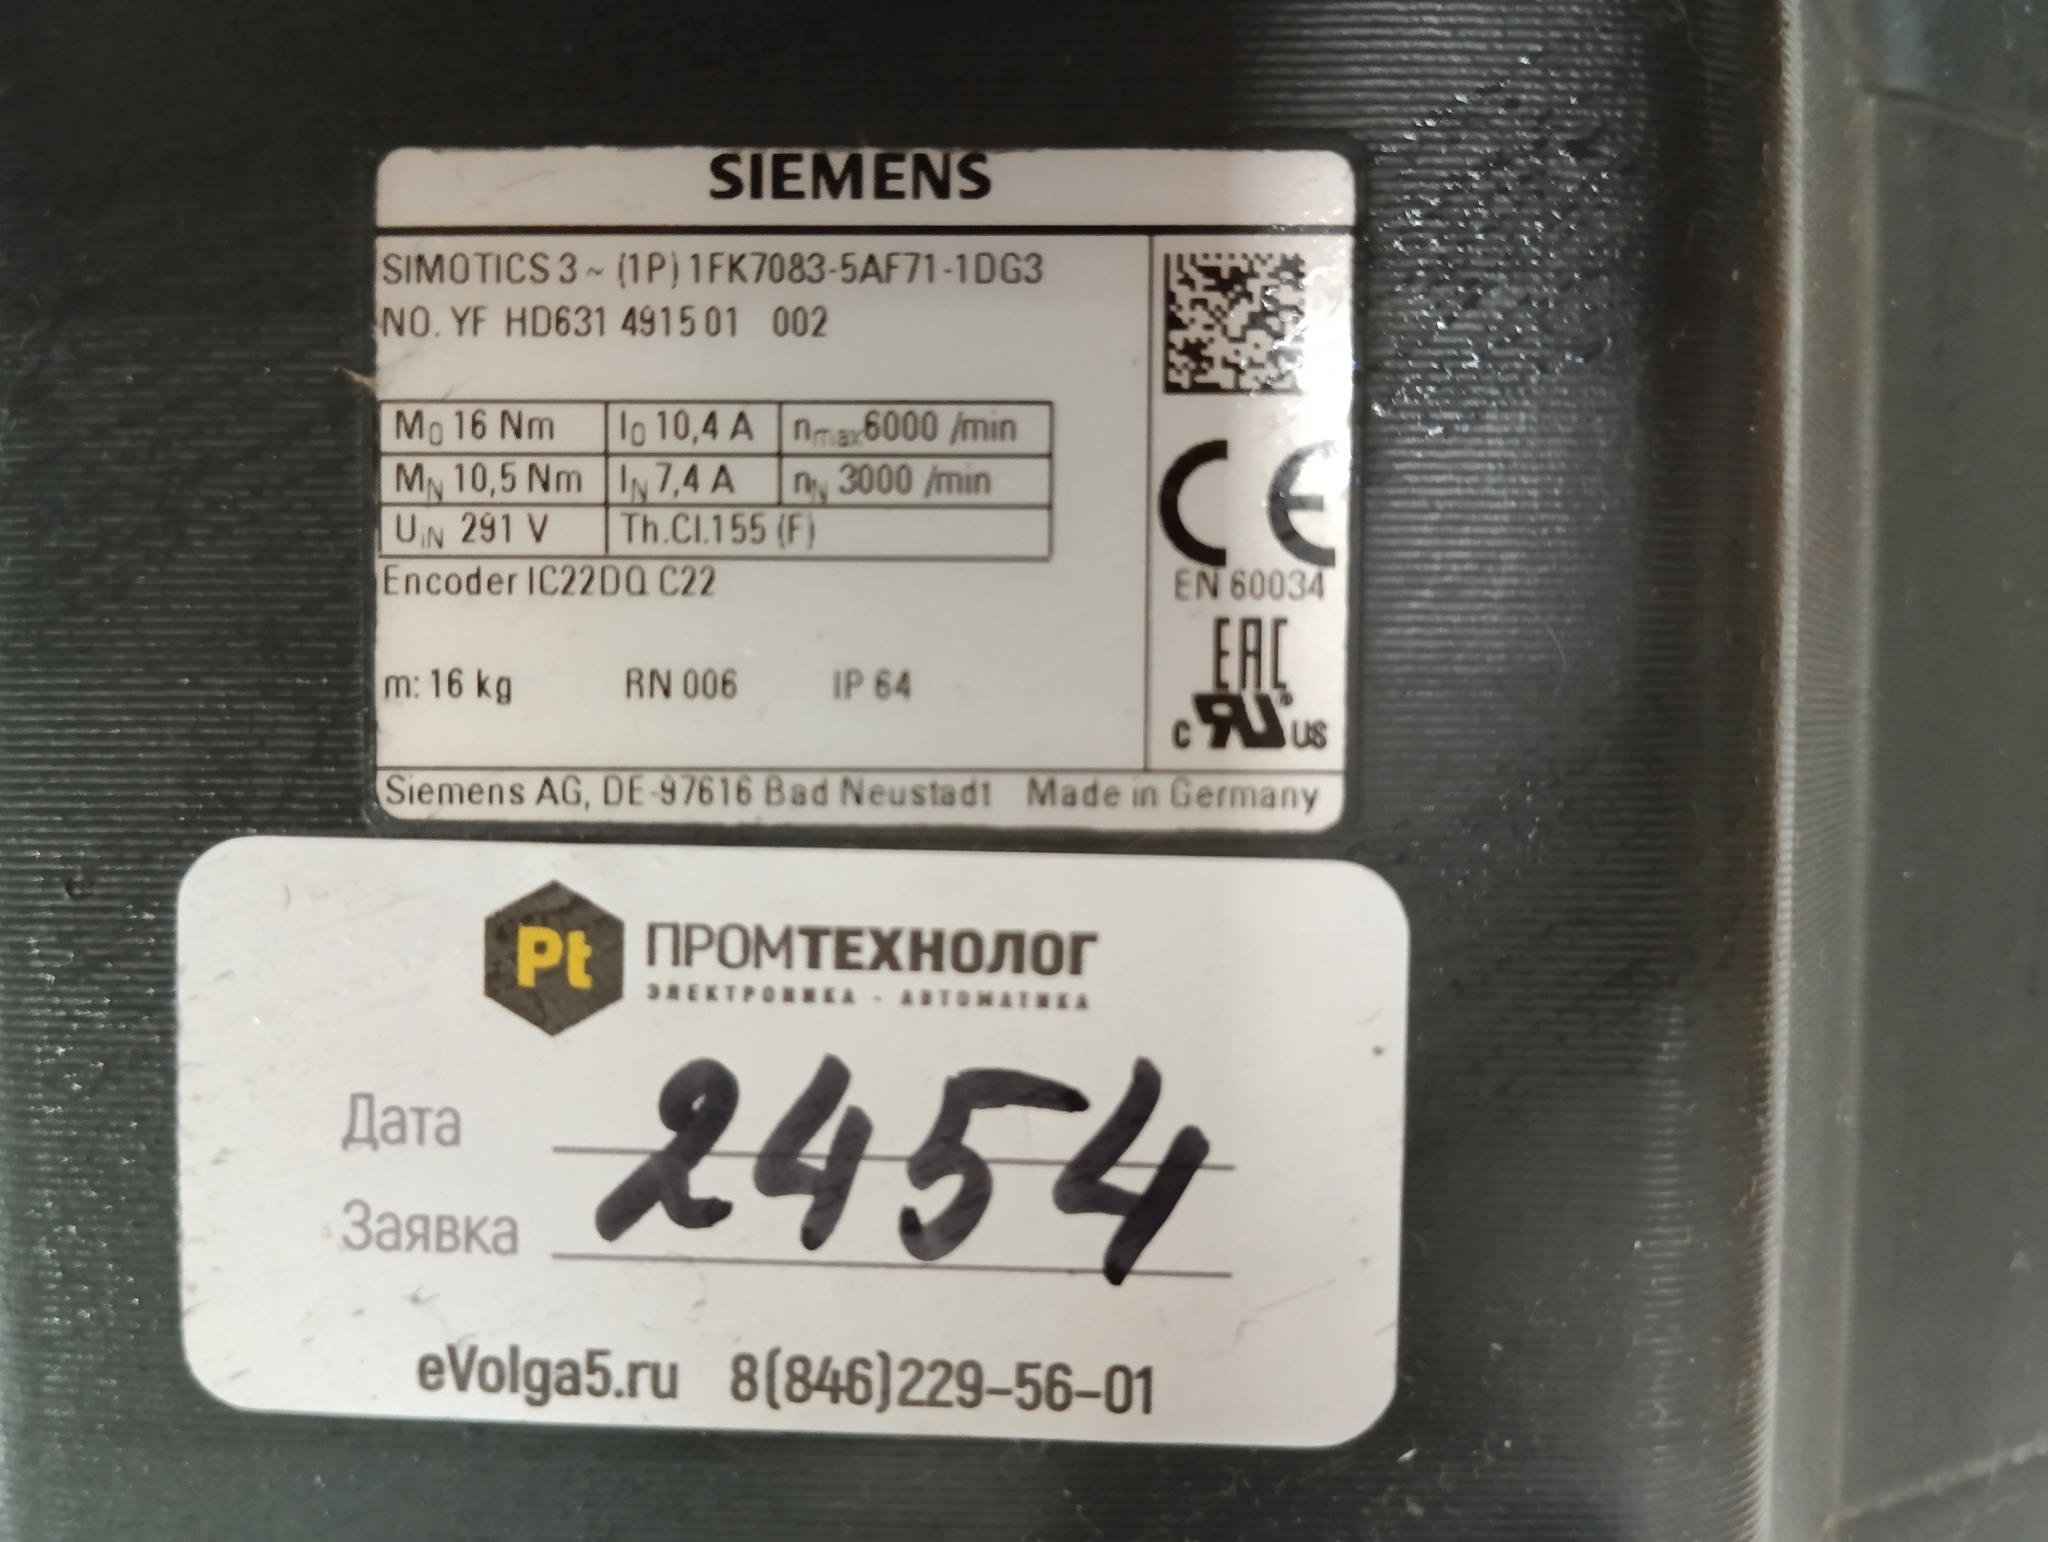 SIEMENS
SIMOTICS 3 ~ (1P) 1FK7083-5AF71-1DG3
NO. YF HD631 4915 01 002
M0 16 Nm I0 10,4 A nmax 6000 /min
MN 10,5 Nm IN 7,4 A nN 3000 /min
UiN 291 V Th.Cl.155 (F)
Encoder IC22DQ C22
m: 16 kg RN 006 IP 64
CE
EN 60034
EAC
c RU ® US
Siemens AG, DE-97616 Bad Neustadt Made in Germany
Pt ПРОМТЕХНОЛОГ
ЭЛЕКТРОНИКА - АВТОМАТИКА
Дата
Заявка 2454
eVolga5.ru 8(846)229-56-01